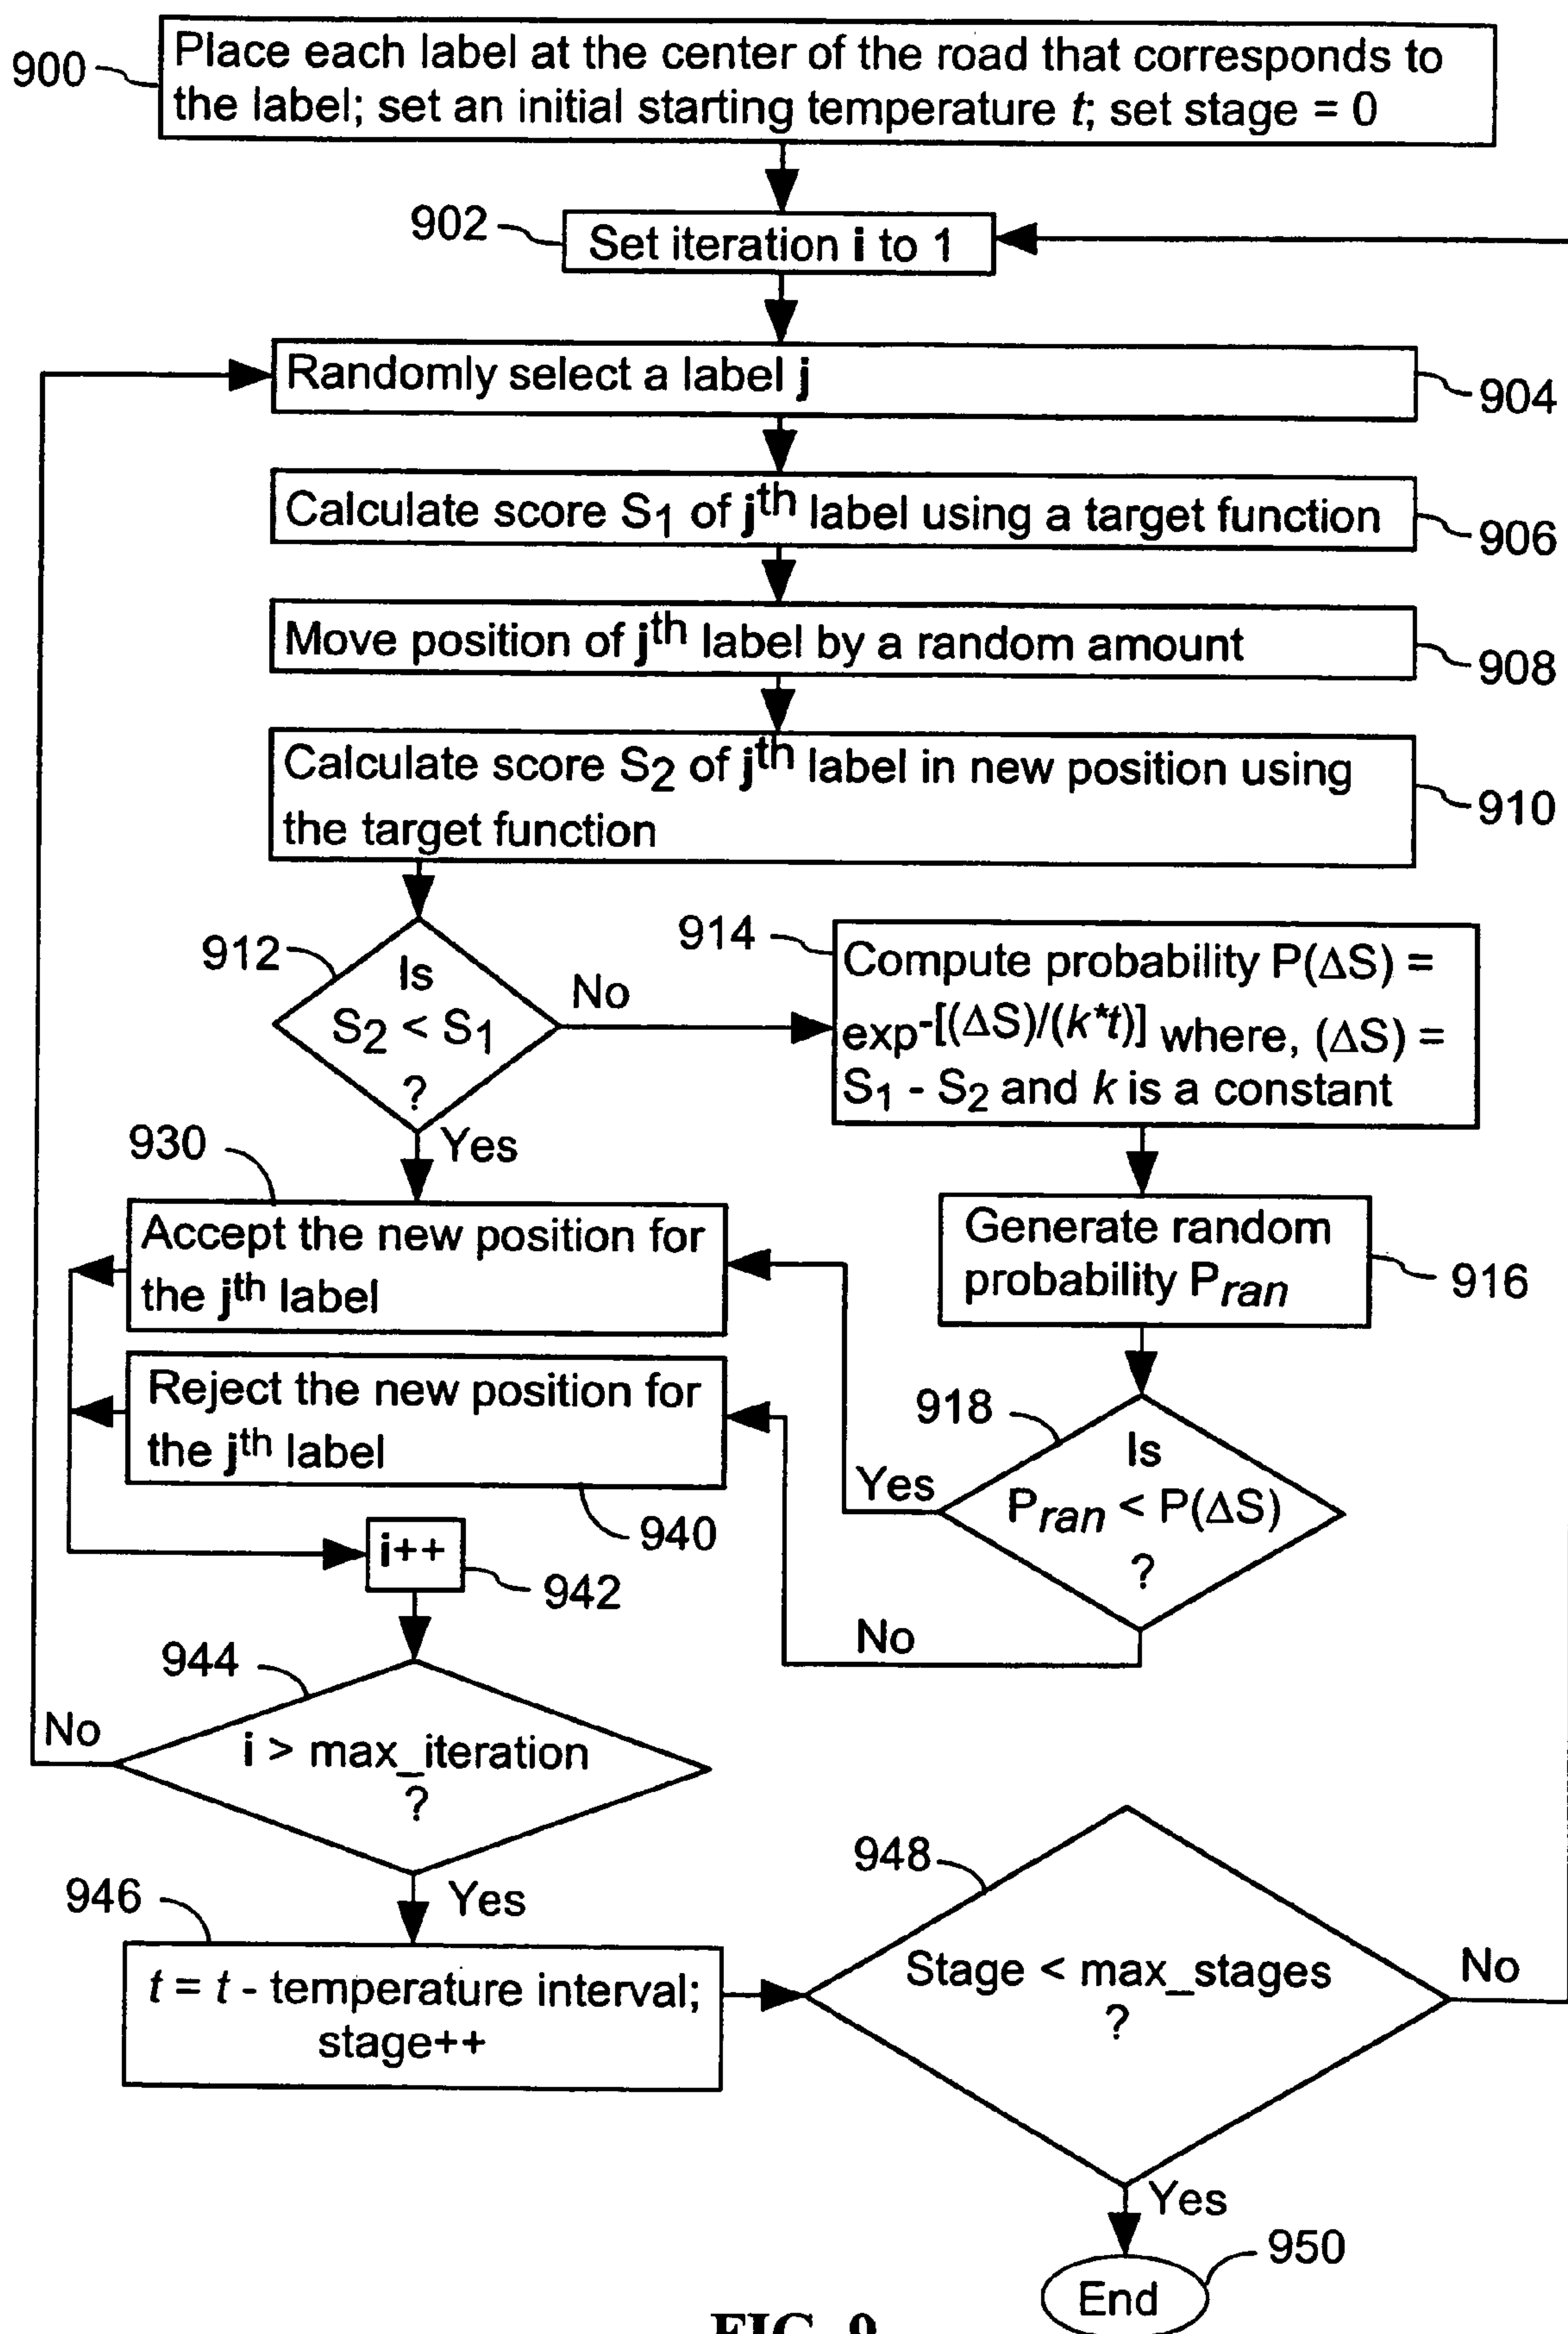 900
Place each label at the center of the road that corresponds to
the label; set an initial starting temperature t; set stage = 0
902
Set iteration i to 1
Randomly select a label j
904
Calculate score S1 of jth label using a target function
906
Move position of jth label by a random amount
908
Calculate score S2 of jth label in new position using
the target function
910
912
Is
S2 < S1
?
No
Yes
914
Compute probability P(ΔS) =
exp-[(ΔS)/(k*t)] where, (ΔS) =
S1 - S2 and k is a constant
930
Accept the new position for
the jth label
Generate random
probability Pran
916
Reject the new position for
the jth label
940
918
Is
Pran < P(ΔS)
?
Yes
No
i++
942
944
i > max_iteration
?
No
Yes
946
t = t - temperature interval;
stage++
948
Stage < max_stages
?
No
Yes
End
950
FIG. 9